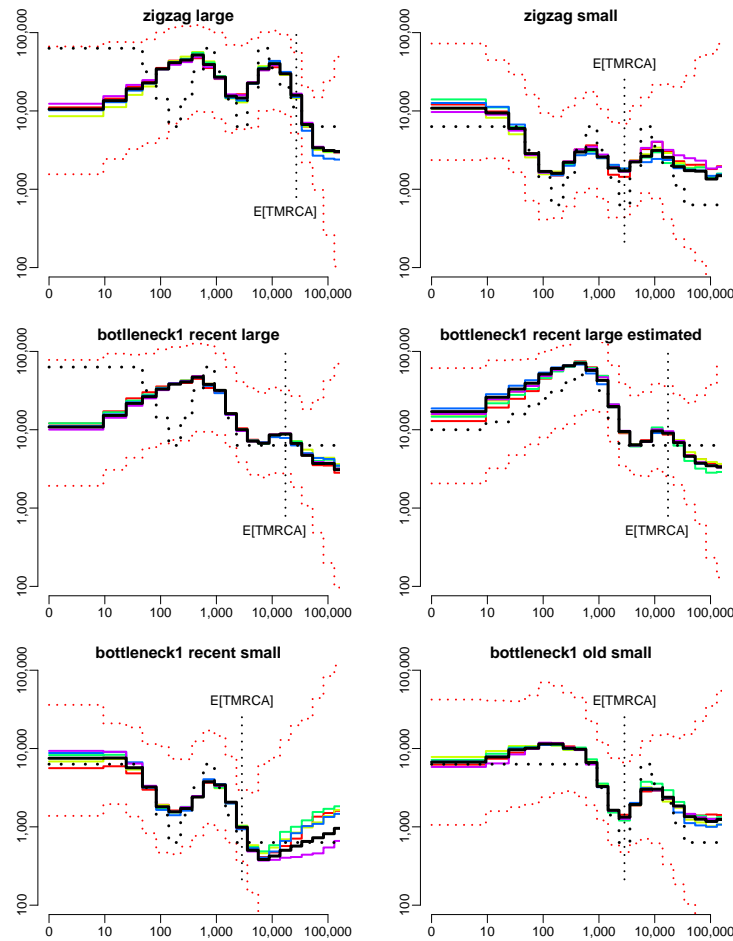 zigzag large
100,000
10,000
1,000
100
E[TMRCA]
0 10 100 1,000 10,000 100,000
zigzag small
100,000
10,000
1,000
100
E[TMRCA]
0 10 100 1,000 10,000 100,000
botlleneck1 recent large
100,000
10,000
1,000
100
E[TMRCA]
0 10 100 1,000 10,000 100,000
bottleneck1 recent large estimated
100,000
10,000
1,000
100
E[TMRCA]
0 10 100 1,000 10,000 100,000
bottleneck1 recent small
100,000
10,000
1,000
100
E[TMRCA]
0 10 100 1,000 10,000 100,000
bottleneck1 old small
100,000
10,000
1,000
100
E[TMRCA]
0 10 100 1,000 10,000 100,000